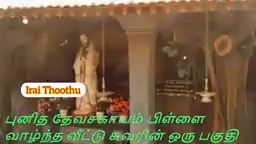 Irai Thoothu
புனித தேவசகாயம் பிள்ளை
வாழ்ந்த வீட்டு சுவரின் ஒரு பகுதி